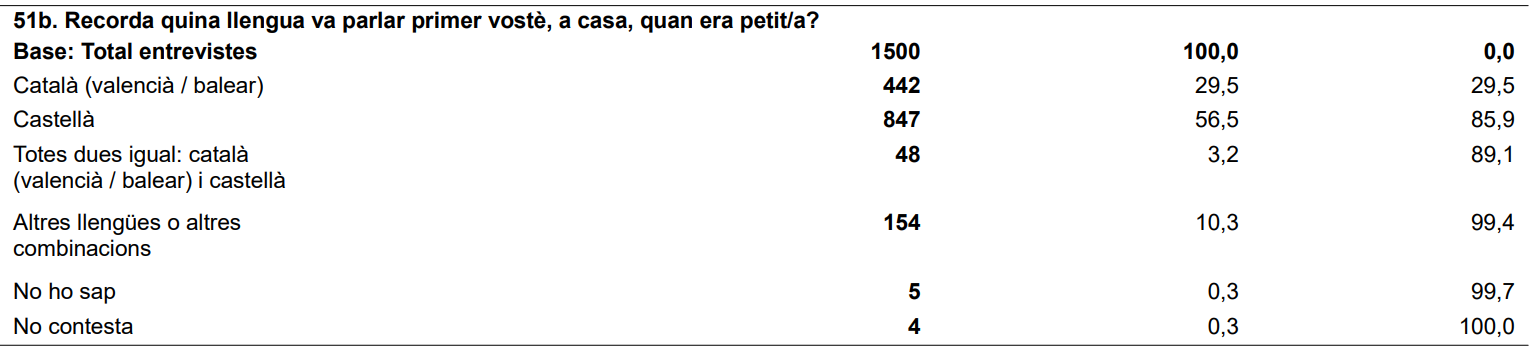 51b. Recorda quina llengua va parlar primer vostè, a casa, quan era petit/a?
Base: Total entrevistes 1500 100,0 0,0
Català (valencià / balear) 442 29,5 29,5
Castellà 847 56,5 85,9
Totes dues igual: català 48 3,2 89,1
(valencià / balear) i castellà
Altres llengües o altres 154 10,3 99,4
combinacions
No ho sap 5 0,3 99,7
No contesta 4 0,3 100,0